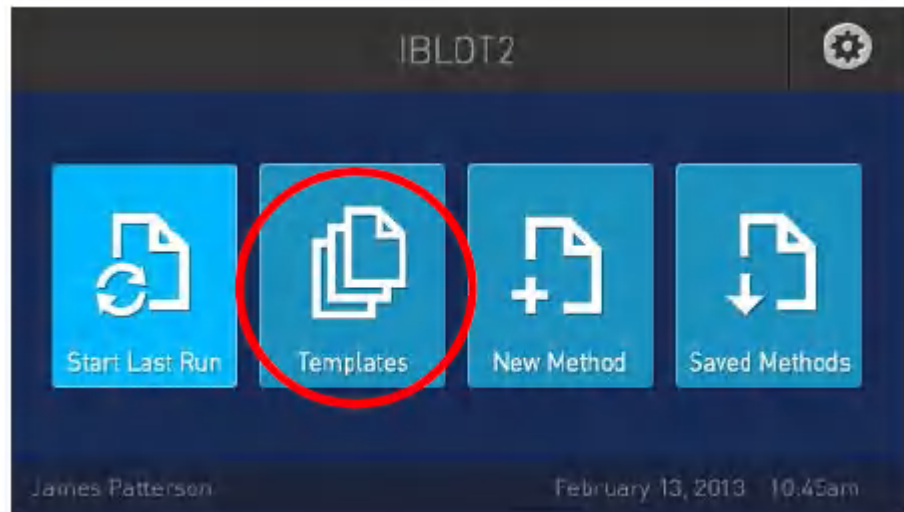 IBLOT2
Start Last Run
Templates
New Method
Saved Methods
James Patterson
February 13, 2013 10:45am